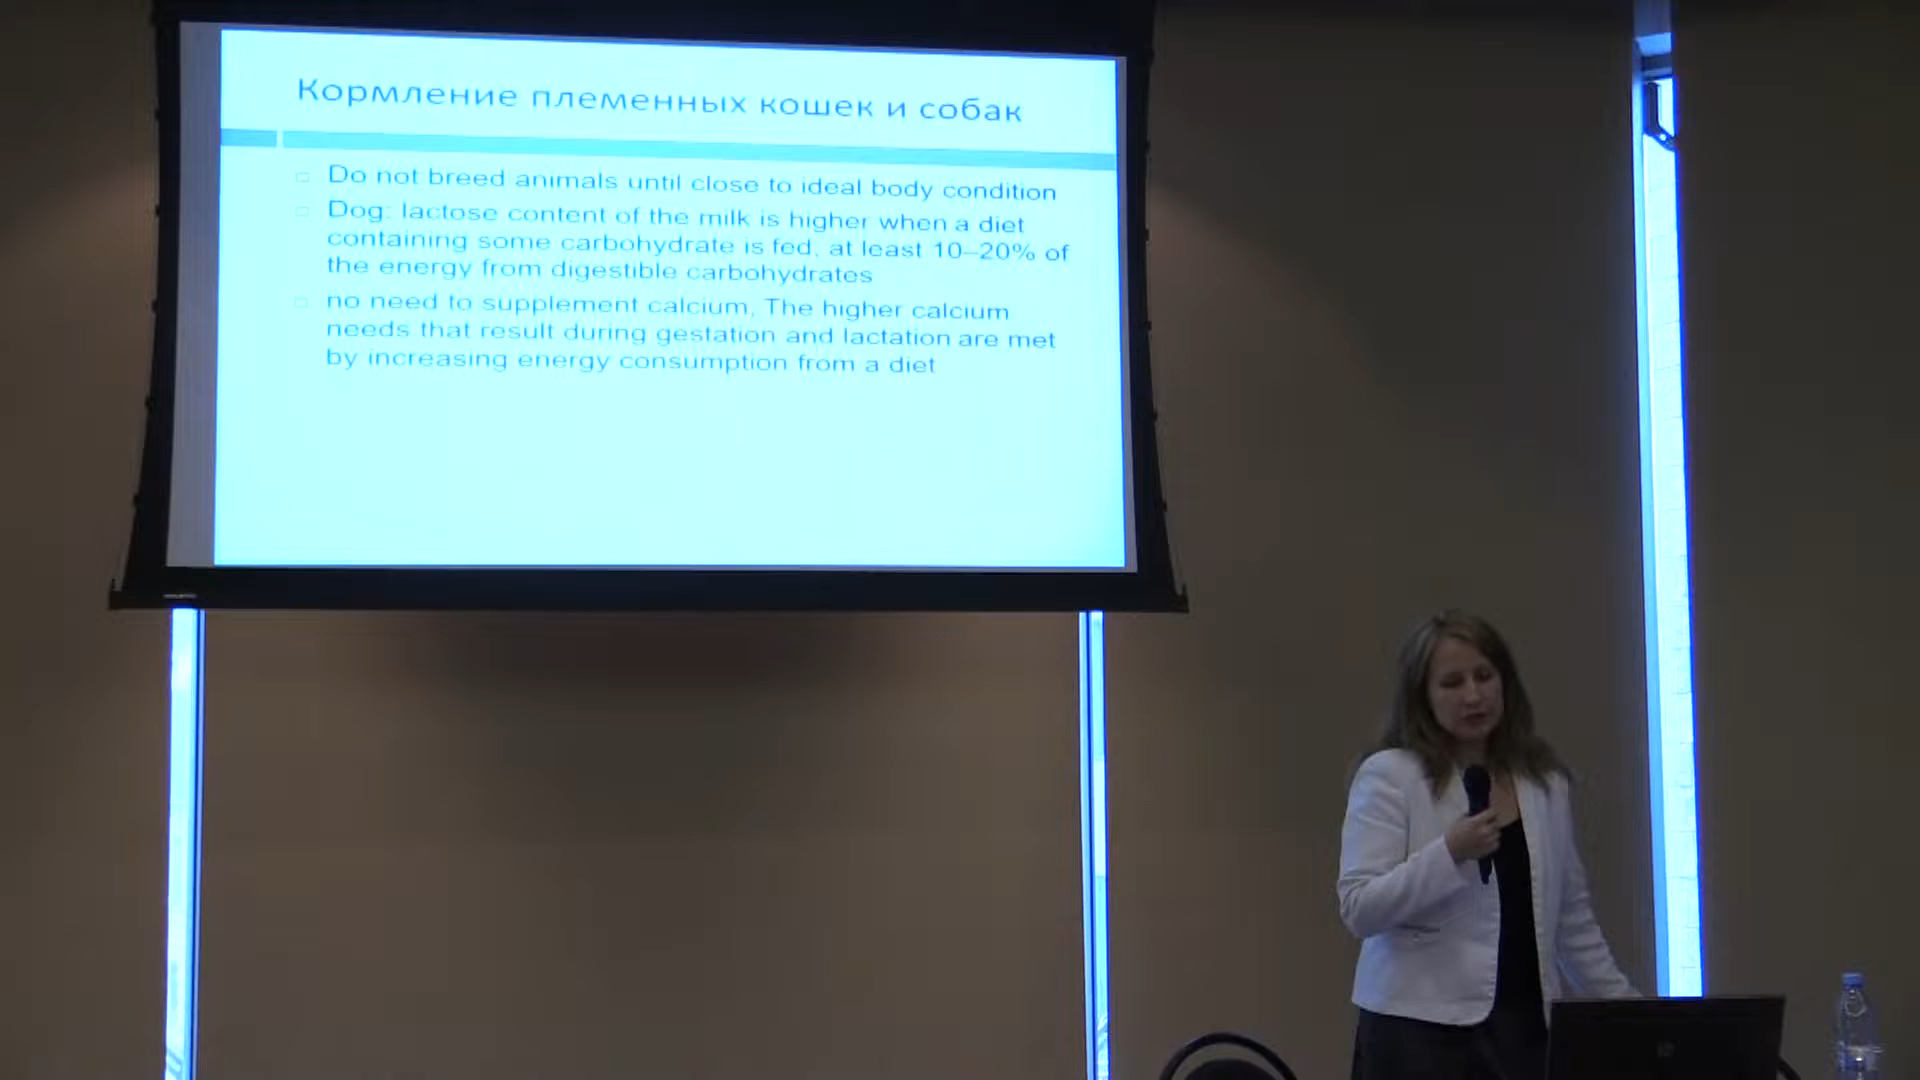 Кормление племенных кошек и собак
Do not breed animals until close to ideal body condition
Dog: lactose content of the milk is higher when a diet
containing some carbohydrate is fed, at least 10–20% of
the energy from digestible carbohydrates
no need to supplement calcium, The higher calcium
needs that result during gestation and lactation are met
by increasing energy consumption from a diet